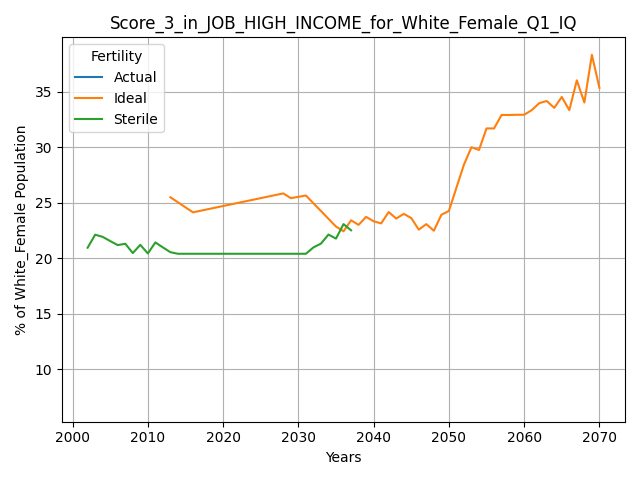 Score_3_in_JOB_HIGH_INCOME_for_White_Female_Q1_IQ
Fertility
Actual
Ideal
Sterile
% of White_Female Population
35
30
25
20
15
10
2000 2010 2020 2030 2040 2050 2060 2070
Years